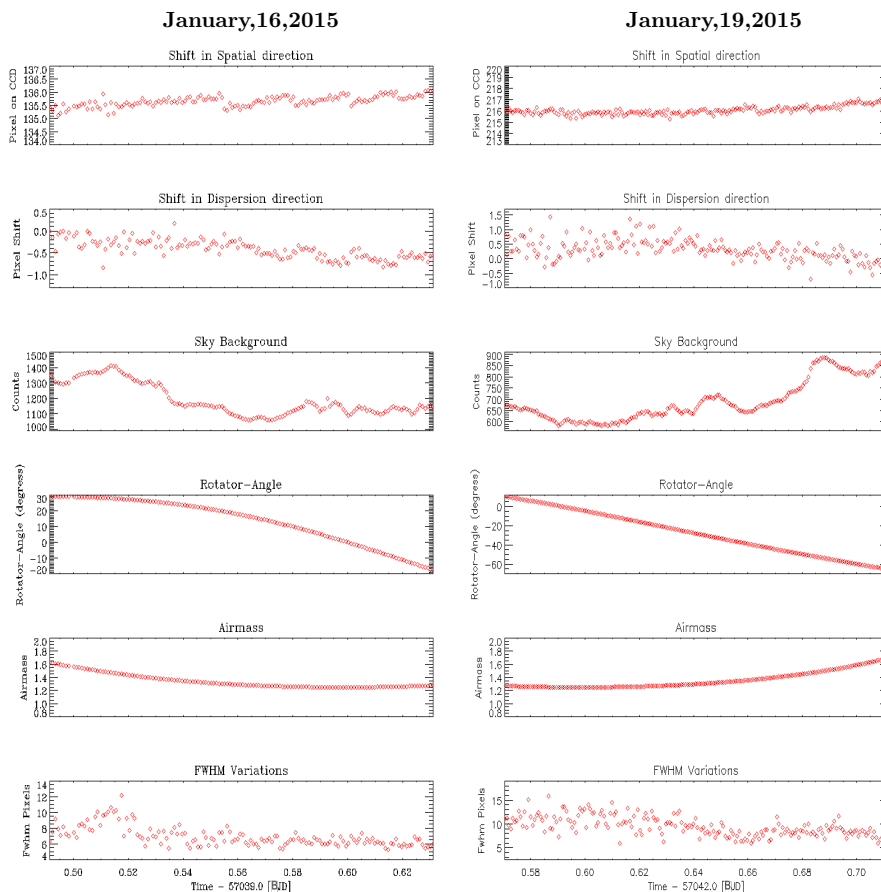 January,16,2015
Shift in Spatial direction
Pixel on CCD
137.0
136.5
136.0
135.5
135.0
134.5
134.0
Shift in Dispersion direction
Pixel Shift
0.5
0.0
−0.5
−1.0
Sky Background
Counts
1500
1400
1300
1200
1100
1000
Rotator−Angle
Rotator−Angle (degrees)
30
20
10
0
−10
−20
Airmass
Airmass
2.0
1.8
1.6
1.4
1.2
1.0
0.8
FWHM Variations
Fwhm Pixels
14
12
10
8
6
4
0.50 0.52 0.54 0.56 0.58 0.60 0.62
Time − 57039.0 [BJD]
January,19,2015
Shift in Spatial direction
Pixel on CCD
220
219
218
217
216
215
214
213
Shift in Dispersion direction
Pixel Shift
1.5
1.0
0.5
0.0
−0.5
−1.0
Sky Background
Counts
900
850
800
750
700
650
600
Rotator−Angle
Rotator−Angle (degrees)
0
−20
−40
−60
Airmass
Airmass
2.0
1.8
1.6
1.4
1.2
1.0
0.8
FWHM Variations
Fwhm Pixels
15
10
5
0.58 0.60 0.62 0.64 0.66 0.68 0.70
Time − 57042.0 [BJD]